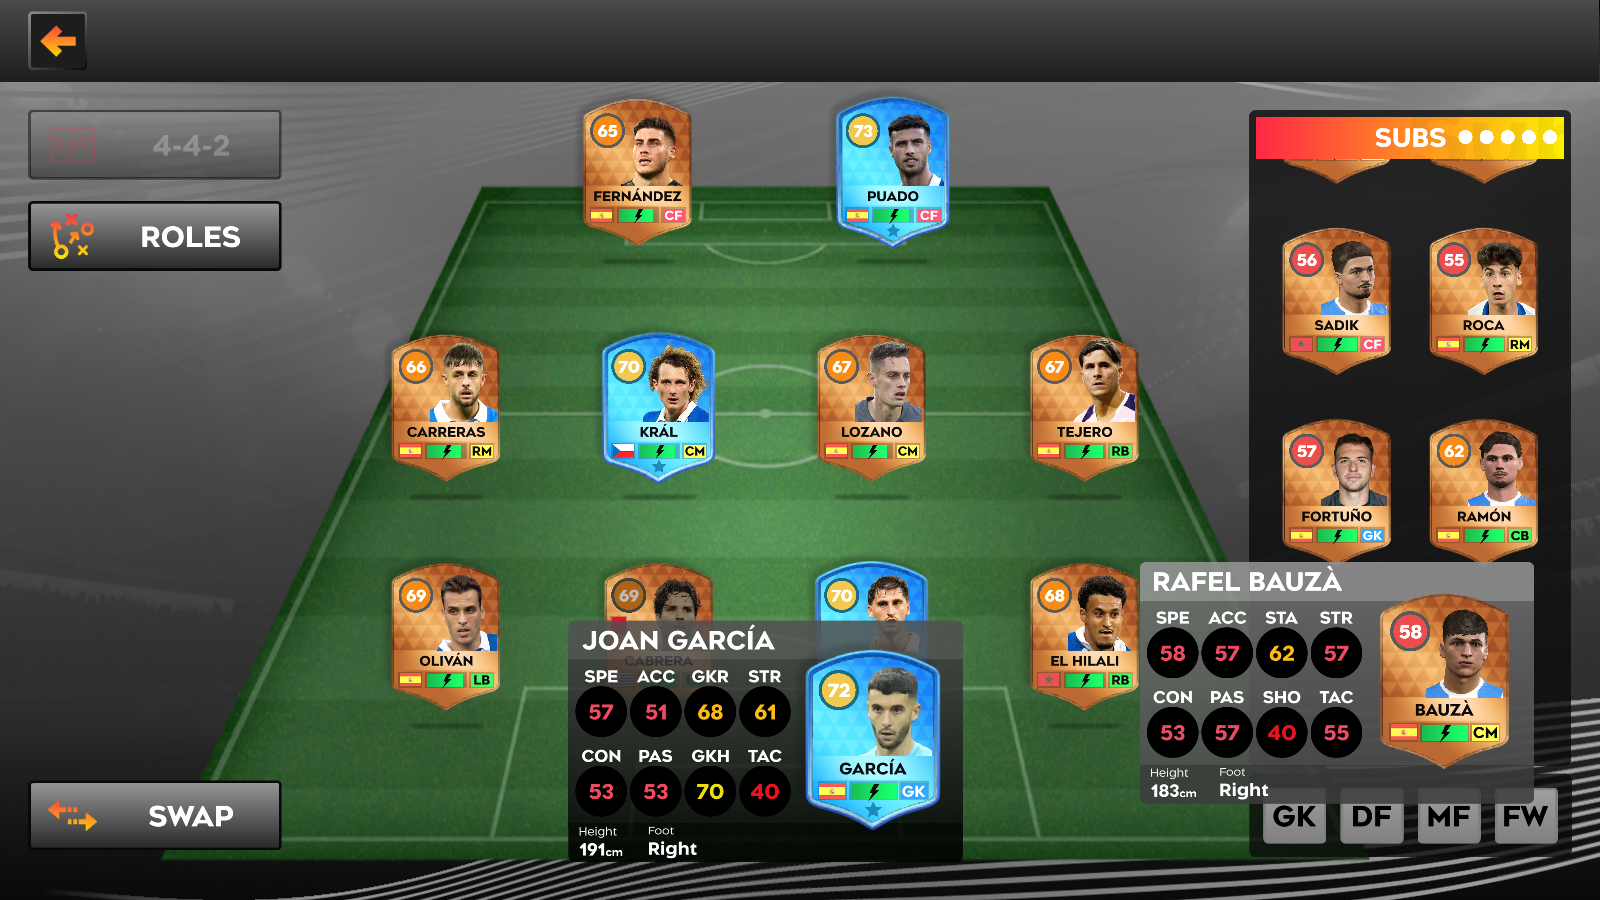 4-4-2
ROLES
SWAP
65
FERNÁNDEZ
CF
73
PUADO
CF
66
CARRERAS
RM
70
KRÁL
CM
67
LOZANO
CM
67
TEJERO
RB
69
OLIVÁN
LB
69
CABRERA
70
68
EL HILALI
RB
JOAN GARCÍA
SPE ACC GKR STR
57 51 68 61
CON PAS GKH TAC
53 53 70 40
Height Foot
191cm Right
72
GARCÍA
GK
SUBS
56
SADIK
CF
55
ROCA
RM
57
FORTUÑO
GK
62
RAMÓN
CB
RAFEL BAUZÀ
SPE ACC STA STR
58 57 62 57
CON PAS SHO TAC
53 57 40 55
Height Foot
183cm Right
58
BAUZÀ
CM
GK DF MF FW